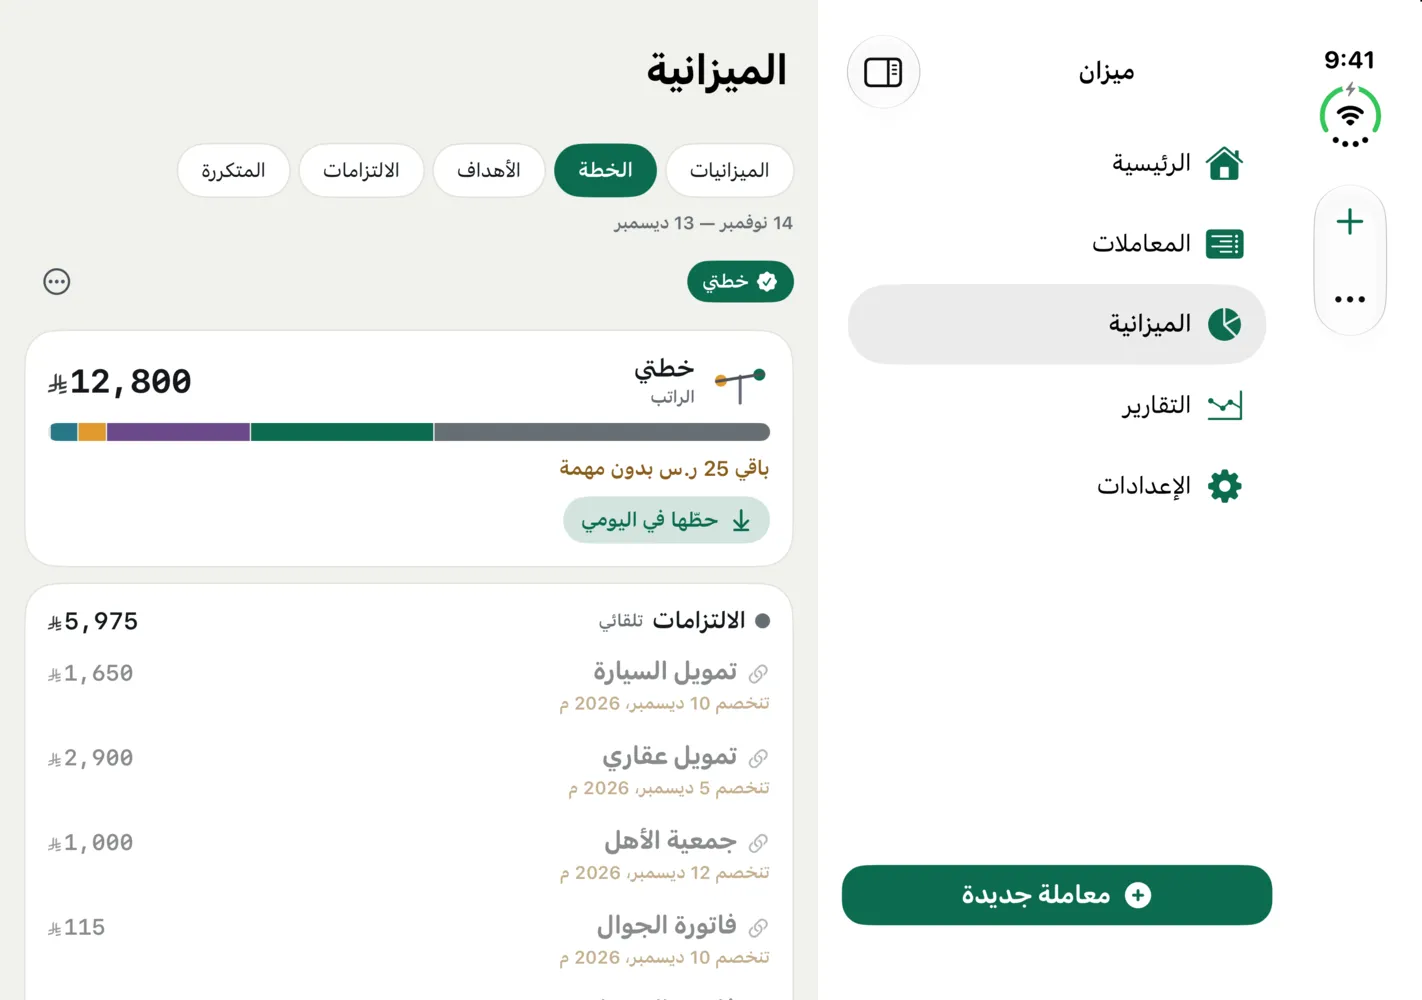 9:41
ميزان
الرئيسية
المعاملات
الميزانية
التقارير
الإعدادات
معاملة جديدة
الميزانية
الميزانيات
الخطة
الأهداف
الالتزامات
المتكررة
14 نوفمبر — 13 ديسمبر
خطتي
خطتي
12,800
الراتب
باقي 25 ر.س بدون مهمة
حطّها في اليومي
الالتزامات تلقائي 5,975
تمويل السيارة 1,650
تنخصم 10 ديسمبر، 2026 م
تمويل عقاري 2,900
تنخصم 5 ديسمبر، 2026 م
جمعية الأهل 1,000
تنخصم 12 ديسمبر، 2026 م
فاتورة الجوال 115
تنخصم 10 ديسمبر، 2026 م